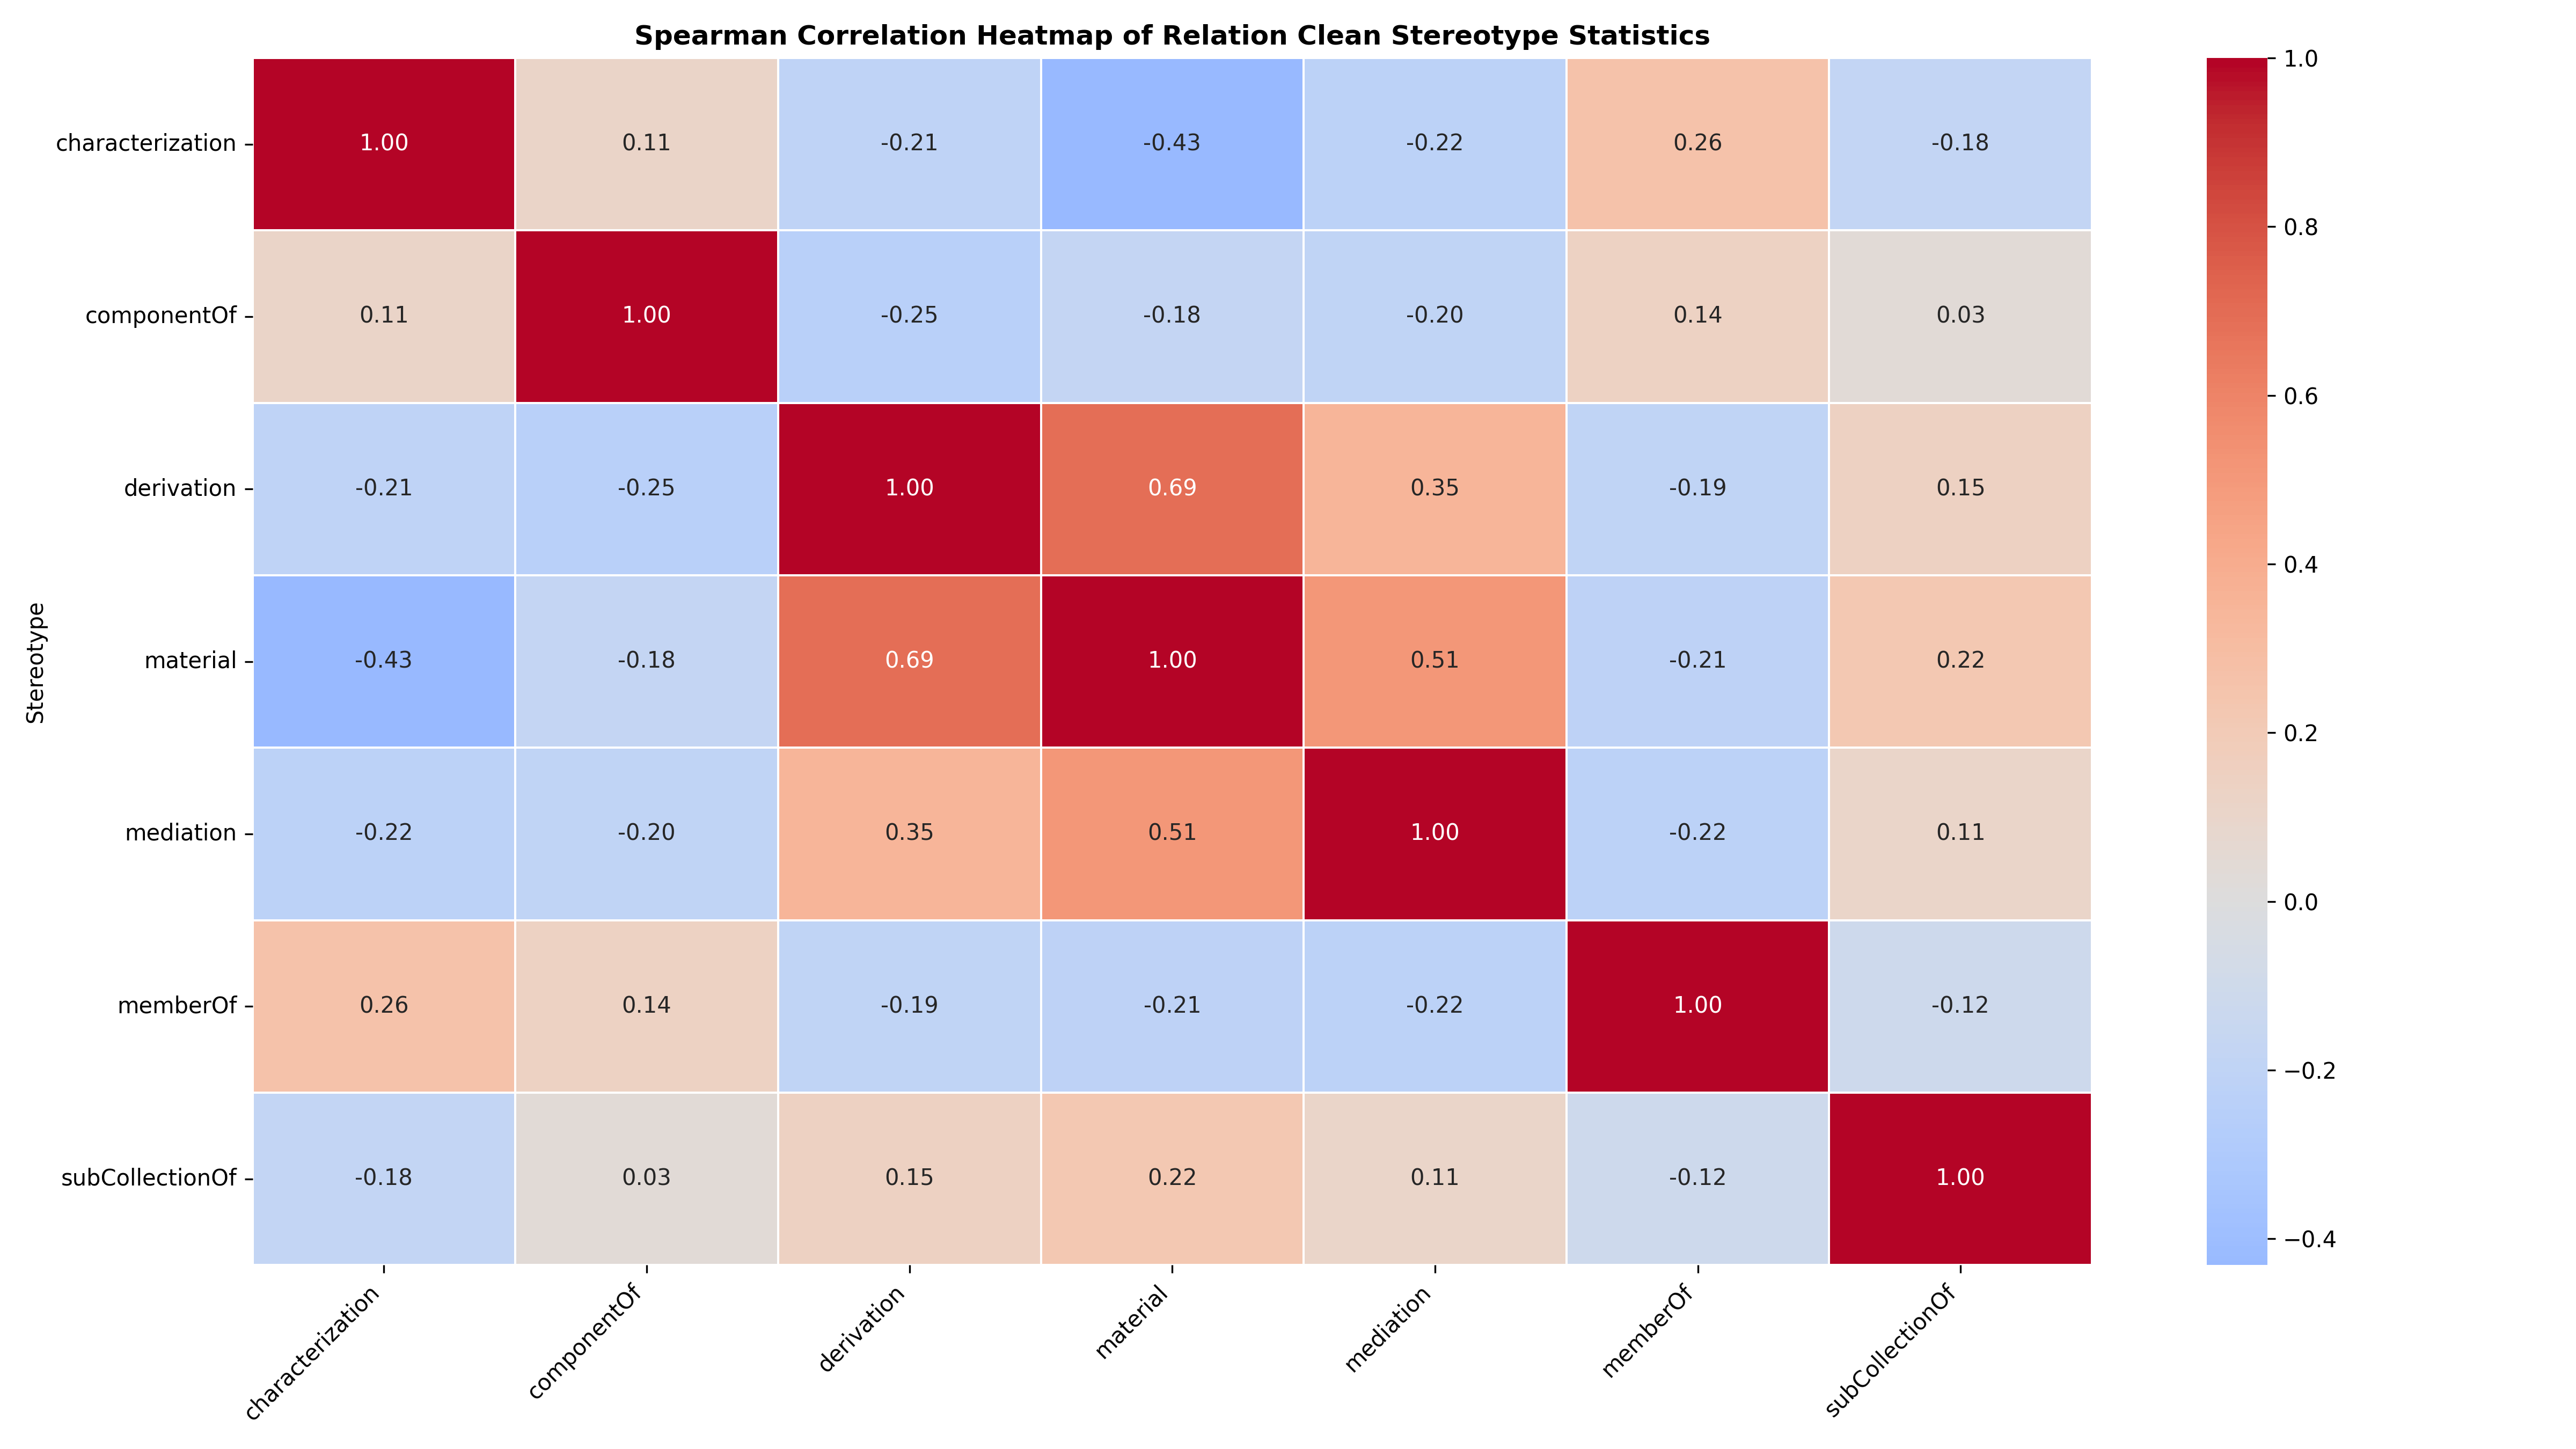 Spearman Correlation Heatmap of Relation Clean Stereotype Statistics
characterization 1.00 0.11 -0.21 -0.43 -0.22 0.26 -0.18
componentOf 0.11 1.00 -0.25 -0.18 -0.20 0.14 0.03
derivation -0.21 -0.25 1.00 0.69 0.35 -0.19 0.15
material -0.43 -0.18 0.69 1.00 0.51 -0.21 0.22
mediation -0.22 -0.20 0.35 0.51 1.00 -0.22 0.11
memberOf 0.26 0.14 -0.19 -0.21 -0.22 1.00 -0.12
subCollectionOf -0.18 0.03 0.15 0.22 0.11 -0.12 1.00
Stereotype
characterization componentOf derivation material mediation memberOf subCollectionOf
1.0
0.8
0.6
0.4
0.2
0.0
−0.2
−0.4